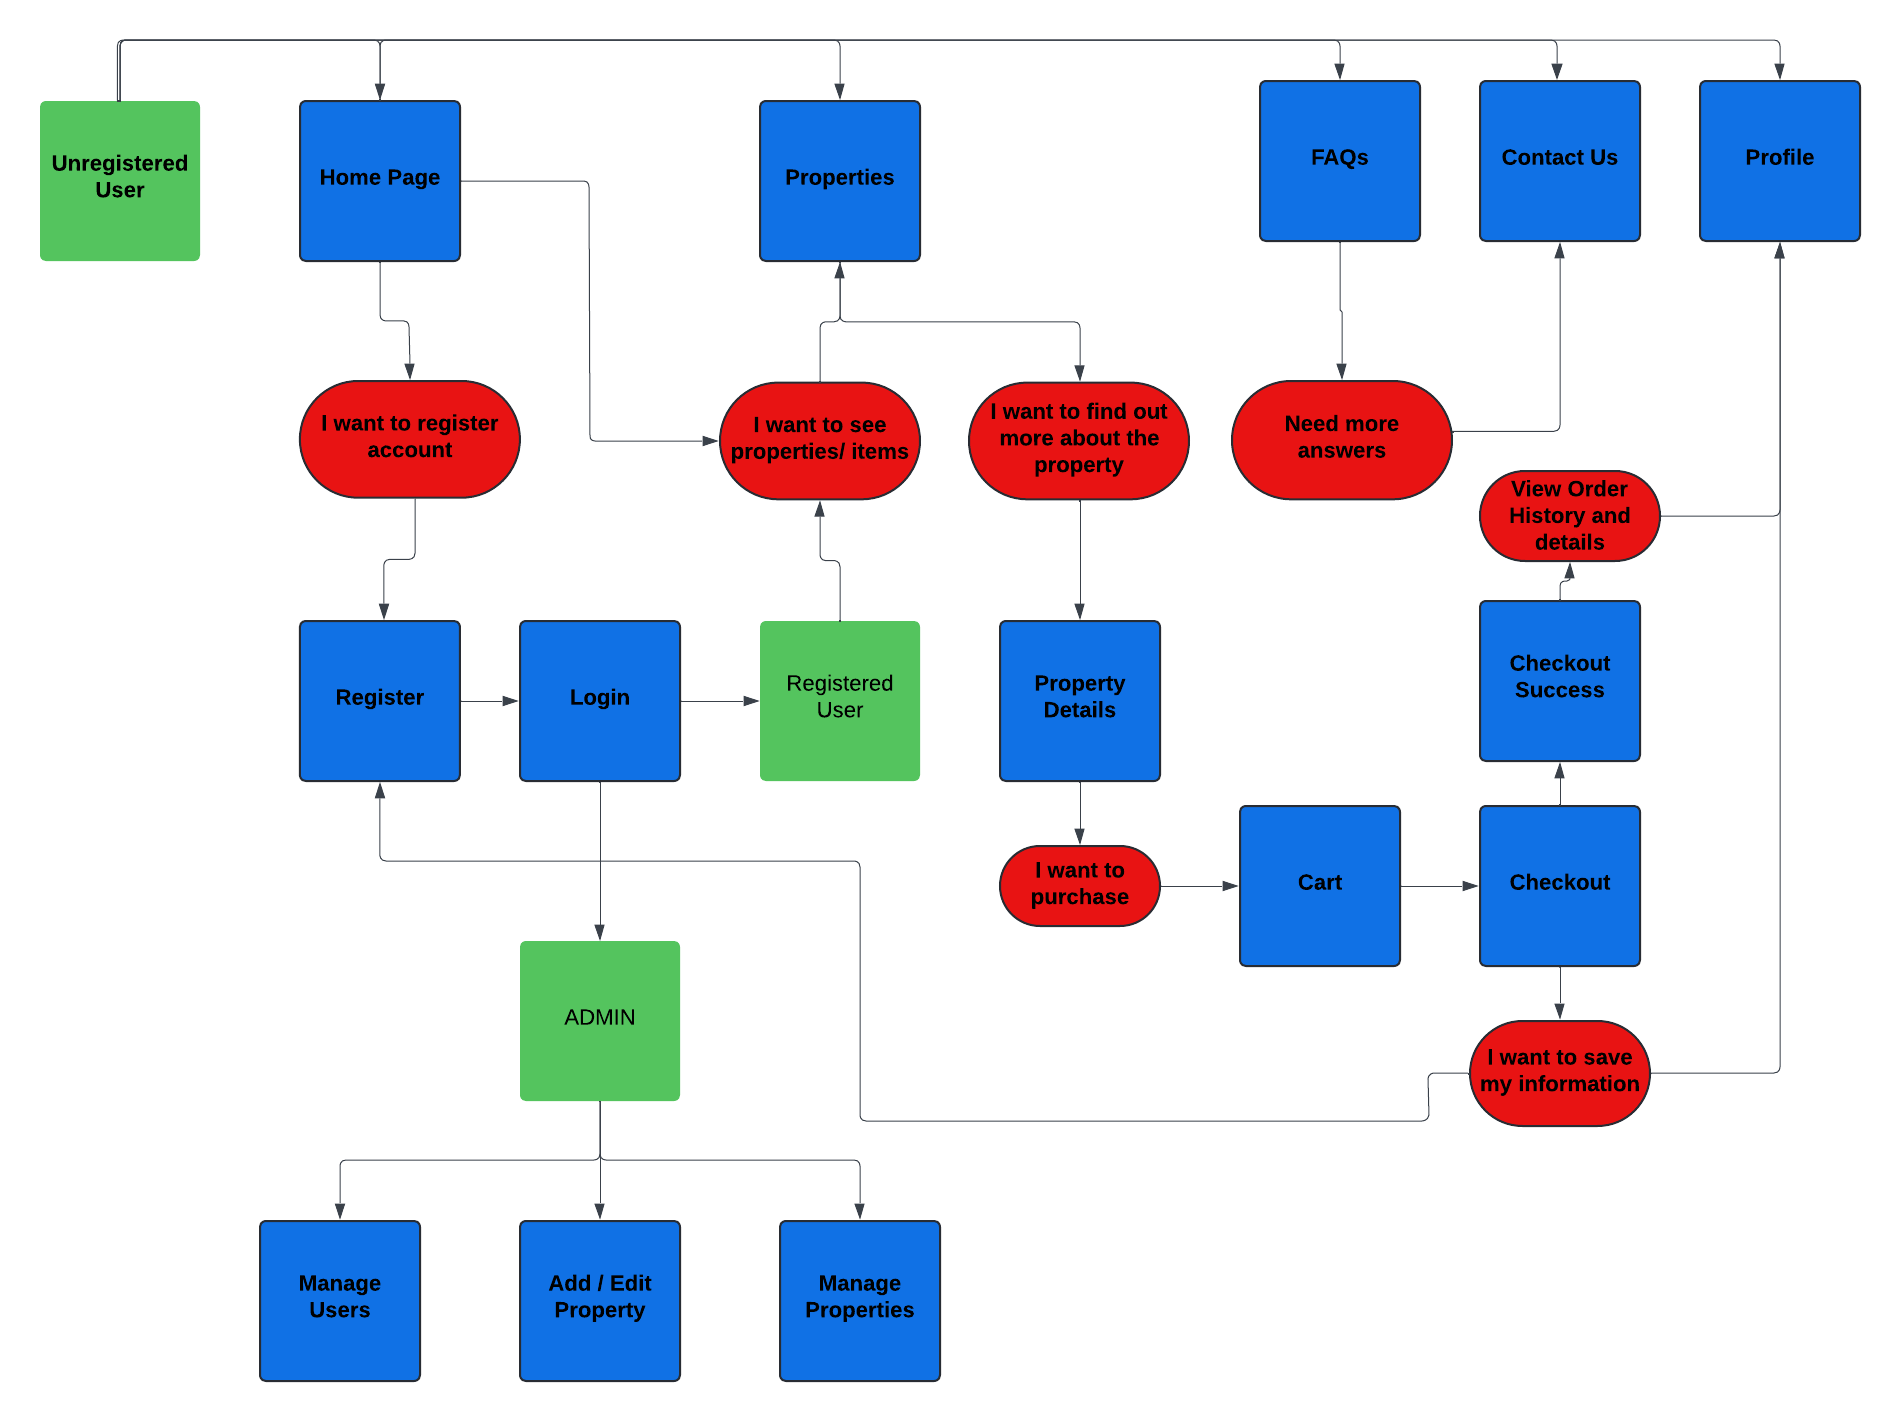 Unregistered
User
Home Page
Properties
FAQs
Contact Us
Profile
I want to register
account
I want to see
properties/ items
I want to find out
more about the
property
Need more
answers
View Order
History and
details
Register
Login
Registered
User
Property
Details
Checkout
Success
I want to
purchase
Cart
Checkout
ADMIN
I want to save
my information
Manage
Users
Add / Edit
Property
Manage
Properties